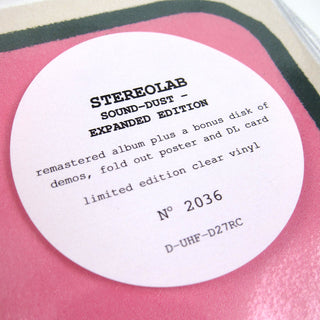 STEREOLAB
SOUND-DUST –
EXPANDED EDITION
remastered album plus a bonus disk of
demos, fold out poster and DL card
limited edition clear vinyl
Nº 2036
D-UHF-D27RC